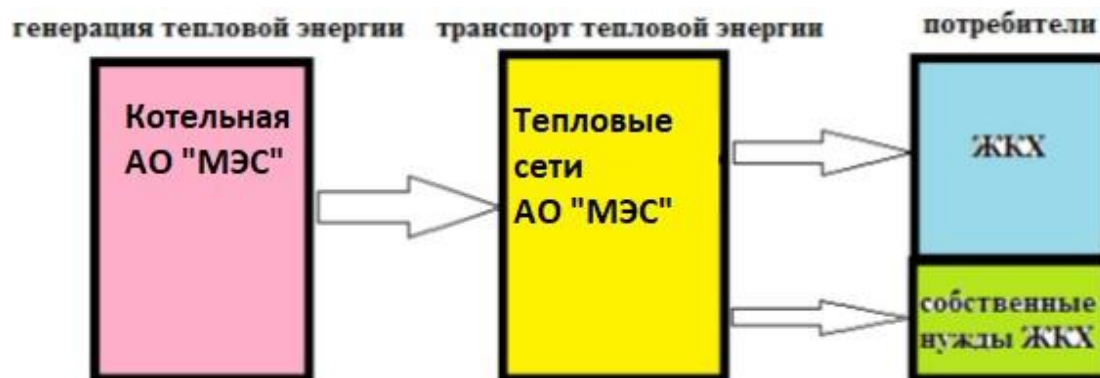 генерация тепловой энергии
транспорт тепловой энергии
потребители
Котельная
АО "МЭС"
Тепловые
сети
АО "МЭС"
ЖКХ
собственные
нужды ЖКХ